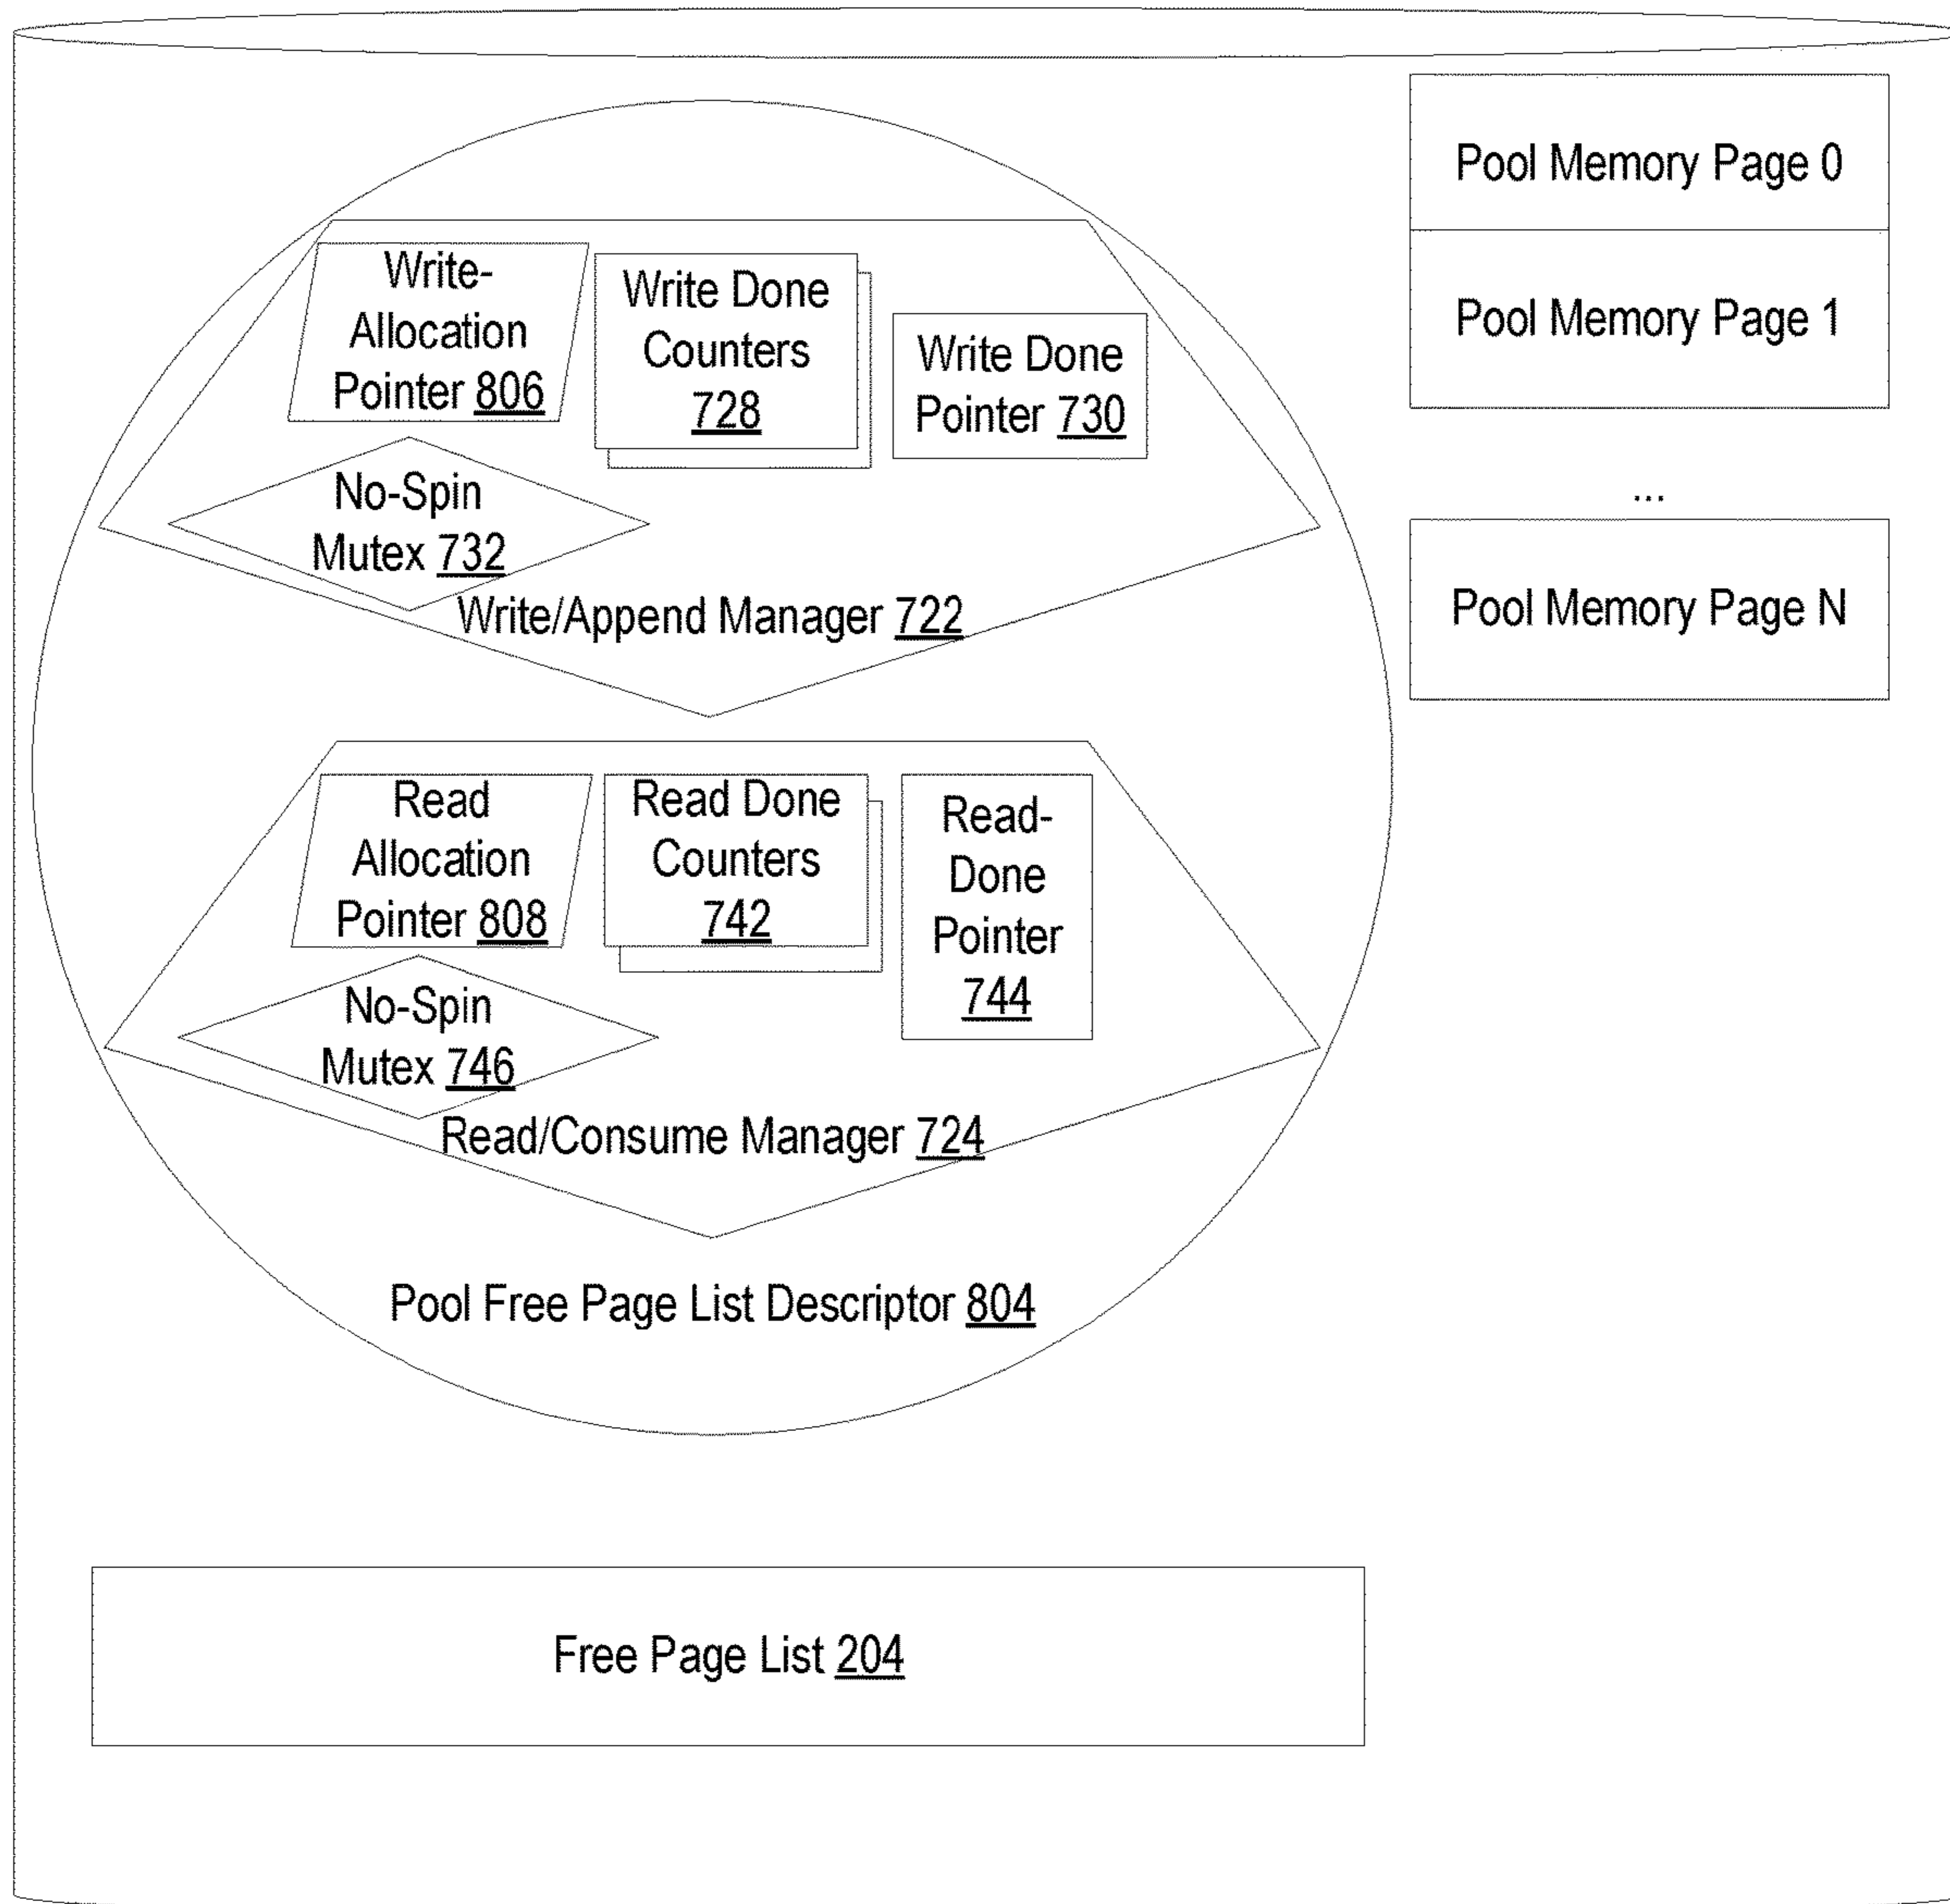 Write-
Allocation
Pointer 806
Write Done
Counters
728
Write Done
Pointer 730
No-Spin
Mutex 732
Write/Append Manager 722
Read
Allocation
Pointer 808
Read Done
Counters
742
Read-
Done
Pointer
744
No-Spin
Mutex 746
Read/Consume Manager 724
Pool Free Page List Descriptor 804
Free Page List 204
Pool Memory Page 0
Pool Memory Page 1
...
Pool Memory Page N